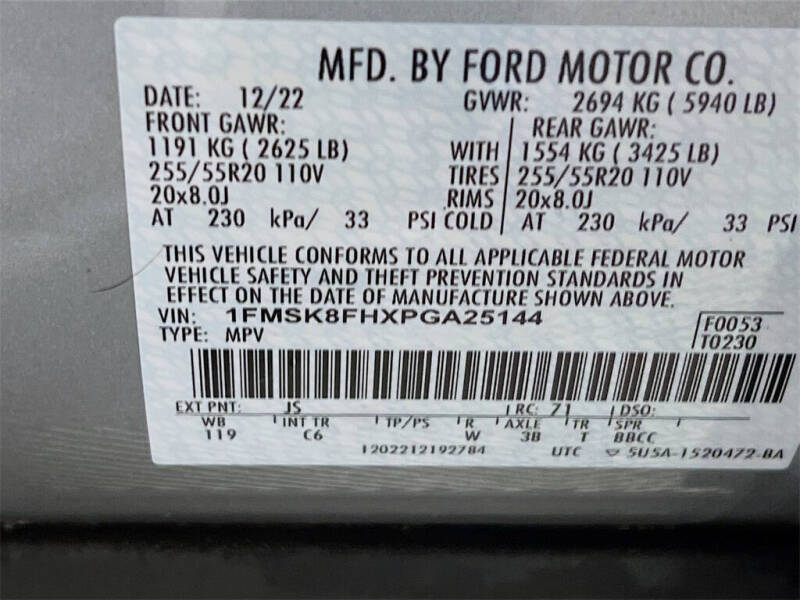 MFD. BY FORD MOTOR CO.
DATE: 12/22 GVWR: 2694 KG ( 5940 LB)
FRONT GAWR: REAR GAWR:
1191 KG ( 2625 LB) WITH 1554 KG ( 3425 LB)
255/55R20 110V TIRES 255/55R20 110V
20x8.0J RIMS 20x8.0J
AT 230 kPa/ 33 PSI COLD AT 230 kPa/ 33 PSI
THIS VEHICLE CONFORMS TO ALL APPLICABLE FEDERAL MOTOR
VEHICLE SAFETY AND THEFT PREVENTION STANDARDS IN
EFFECT ON THE DATE OF MANUFACTURE SHOWN ABOVE.
VIN: 1FMSK8FHXPGA25144 F0053
TYPE: MPV T0230
EXT PNT: JS RC: 71 DSO:
WB INT TR TP/PS R AXLE TR SPR
119 C6 W 3B T BBCC
1202212192784 UTC 5U5A-1520472-BA